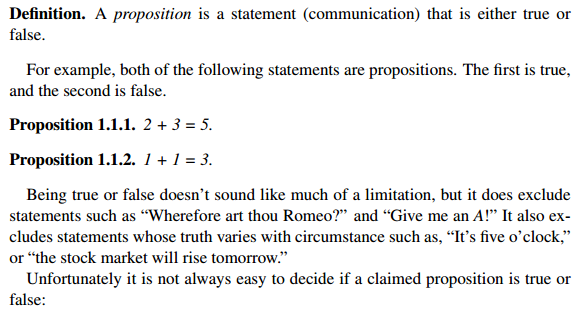 Definition. A proposition is a statement (communication) that is either true or
false.
For example, both of the following statements are propositions. The first is true,
and the second is false.
Proposition 1.1.1. 2 + 3 = 5.
Proposition 1.1.2. 1 + 1 = 3.
Being true or false doesn’t sound like much of a limitation, but it does exclude
statements such as “Wherefore art thou Romeo?” and “Give me an A!” It also ex-
cludes statements whose truth varies with circumstance such as, “It’s five o’clock,”
or “the stock market will rise tomorrow.”
Unfortunately it is not always easy to decide if a claimed proposition is true or
false: